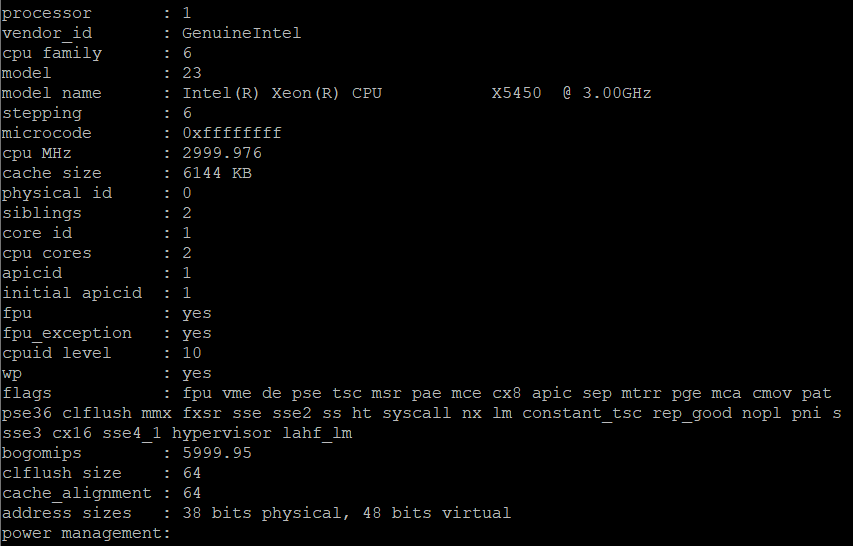 processor       : 1
vendor_id       : GenuineIntel
cpu family      : 6
model           : 23
model name      : Intel(R) Xeon(R) CPU           X5450  @ 3.00GHz
stepping        : 6
microcode       : 0xffffffff
cpu MHz         : 2999.976
cache size      : 6144 KB
physical id     : 0
siblings        : 2
core id         : 1
cpu cores       : 2
apicid          : 1
initial apicid  : 1
fpu             : yes
fpu_exception   : yes
cpuid level     : 10
wp              : yes
flags           : fpu vme de pse tsc msr pae mce cx8 apic sep mtrr pge mca cmov pat
pse36 clflush mmx fxsr sse sse2 ss ht syscall nx lm constant_tsc rep_good nopl pni s
sse3 cx16 sse4_1 hypervisor lahf_lm
bogomips        : 5999.95
clflush size    : 64
cache_alignment : 64
address sizes   : 38 bits physical, 48 bits virtual
power management: